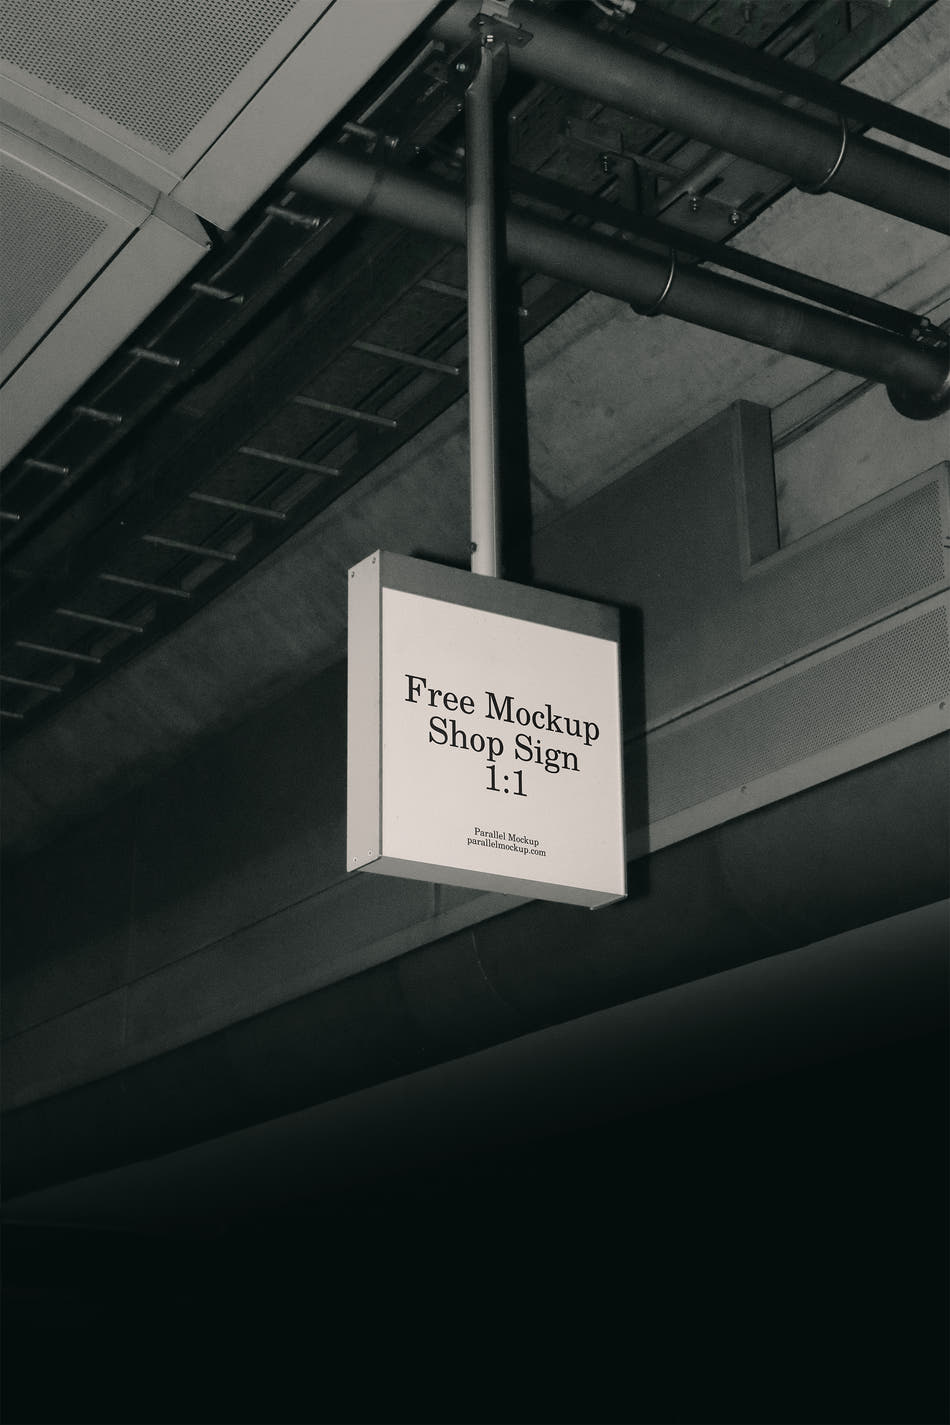 Free Mockup
Shop Sign
1:1
Parallel Mockup
parallelmockup.com